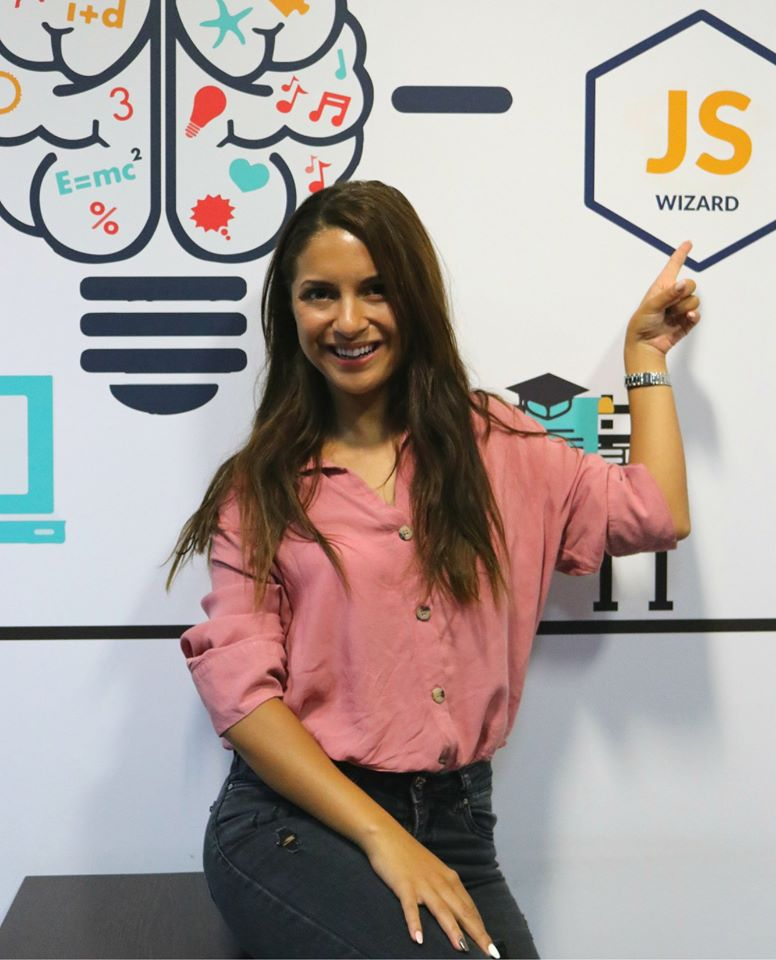 i+d
3
E=mc²
%
JS
WIZARD